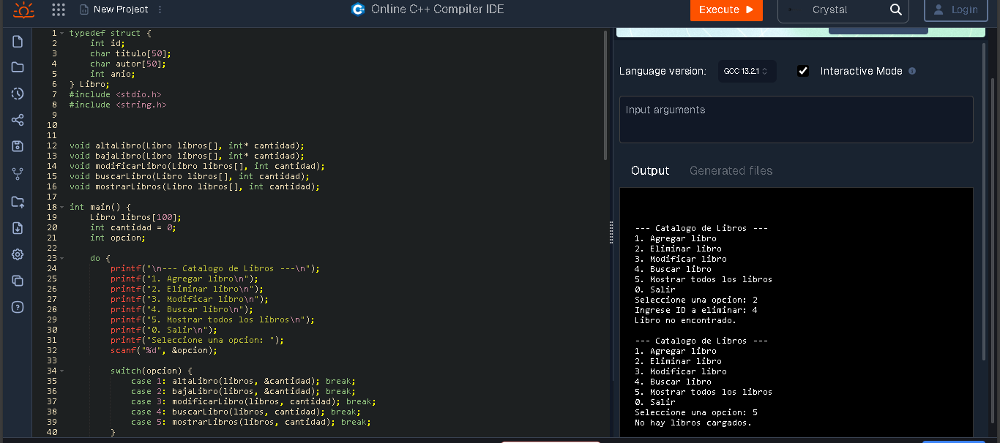 New Project
Online C++ Compiler IDE
Execute
Crystal
Login
1 typedef struct {
2     int id;
3     char titulo[50];
4     char autor[50];
5     int anio;
6 } Libro;
7 #include <stdio.h>
8 #include <string.h>
9
10
11
12 void altaLibro(Libro libros[], int* cantidad);
13 void bajaLibro(Libro libros[], int* cantidad);
14 void modificarLibro(Libro libros[], int cantidad);
15 void buscarLibro(Libro libros[], int cantidad);
16 void mostrarLibros(Libro libros[], int cantidad);
17
18 int main() {
19     Libro libros[100];
20     int cantidad = 0;
21     int opcion;
22
23     do {
24         printf("\n--- Catalogo de Libros ---\n");
25         printf("1. Agregar libro\n");
26         printf("2. Eliminar libro\n");
27         printf("3. Modificar libro\n");
28         printf("4. Buscar libro\n");
29         printf("5. Mostrar todos los libros\n");
30         printf("0. Salir\n");
31         printf("Seleccione una opcion: ");
32         scanf("%d", &opcion);
33
34         switch(opcion) {
35             case 1: altaLibro(libros, &cantidad); break;
36             case 2: bajaLibro(libros, &cantidad); break;
37             case 3: modificarLibro(libros, cantidad); break;
38             case 4: buscarLibro(libros, cantidad); break;
39             case 5: mostrarLibros(libros, cantidad); break;
40         }
Language version:
GCC 13.2.1
Interactive Mode
Input arguments
Output
Generated files
--- Catalogo de Libros ---
1. Agregar libro
2. Eliminar libro
3. Modificar libro
4. Buscar libro
5. Mostrar todos los libros
0. Salir
Seleccione una opcion: 2
Ingrese ID a eliminar: 4
Libro no encontrado.
--- Catalogo de Libros ---
1. Agregar libro
2. Eliminar libro
3. Modificar libro
4. Buscar libro
5. Mostrar todos los libros
0. Salir
Seleccione una opcion: 5
No hay libros cargados.